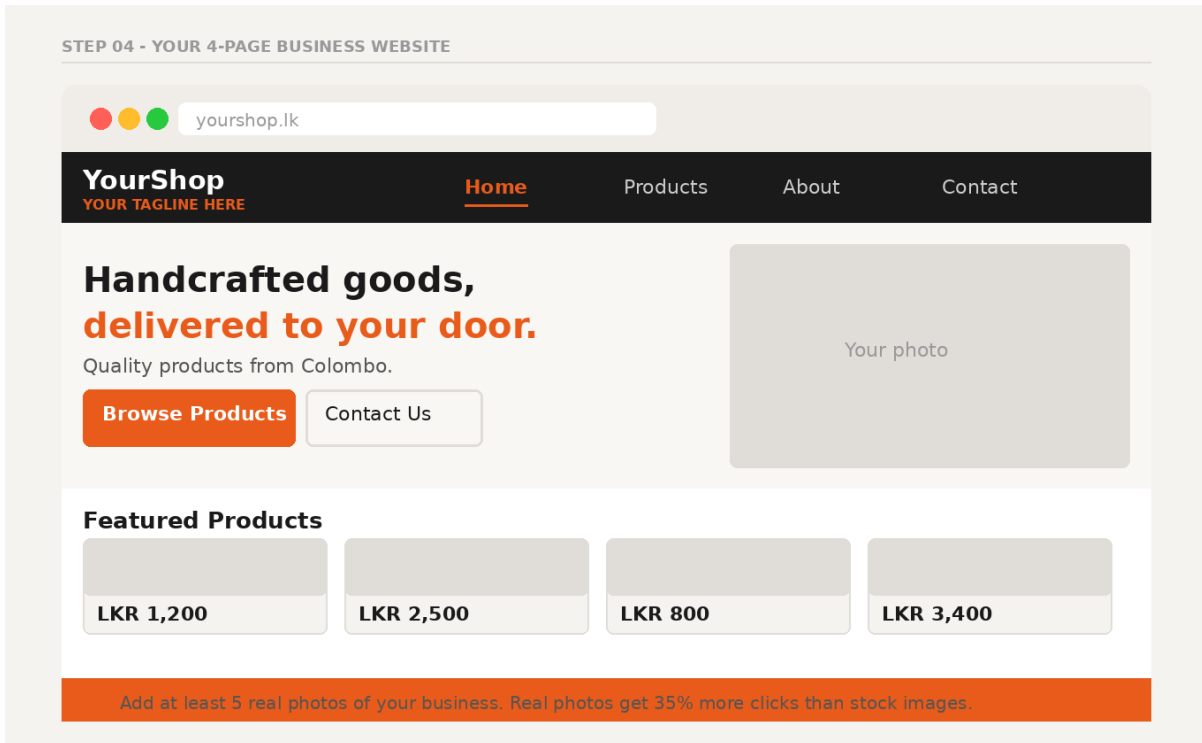 STEP 04 - YOUR 4-PAGE BUSINESS WEBSITE
yourshop.lk
YourShop
YOUR TAGLINE HERE
Home
Products
About
Contact
Handcrafted goods,
delivered to your door.
Quality products from Colombo.
Browse Products
Contact Us
Your photo
Featured Products
LKR 1,200
LKR 2,500
LKR 800
LKR 3,400
Add at least 5 real photos of your business. Real photos get 35% more clicks than stock images.